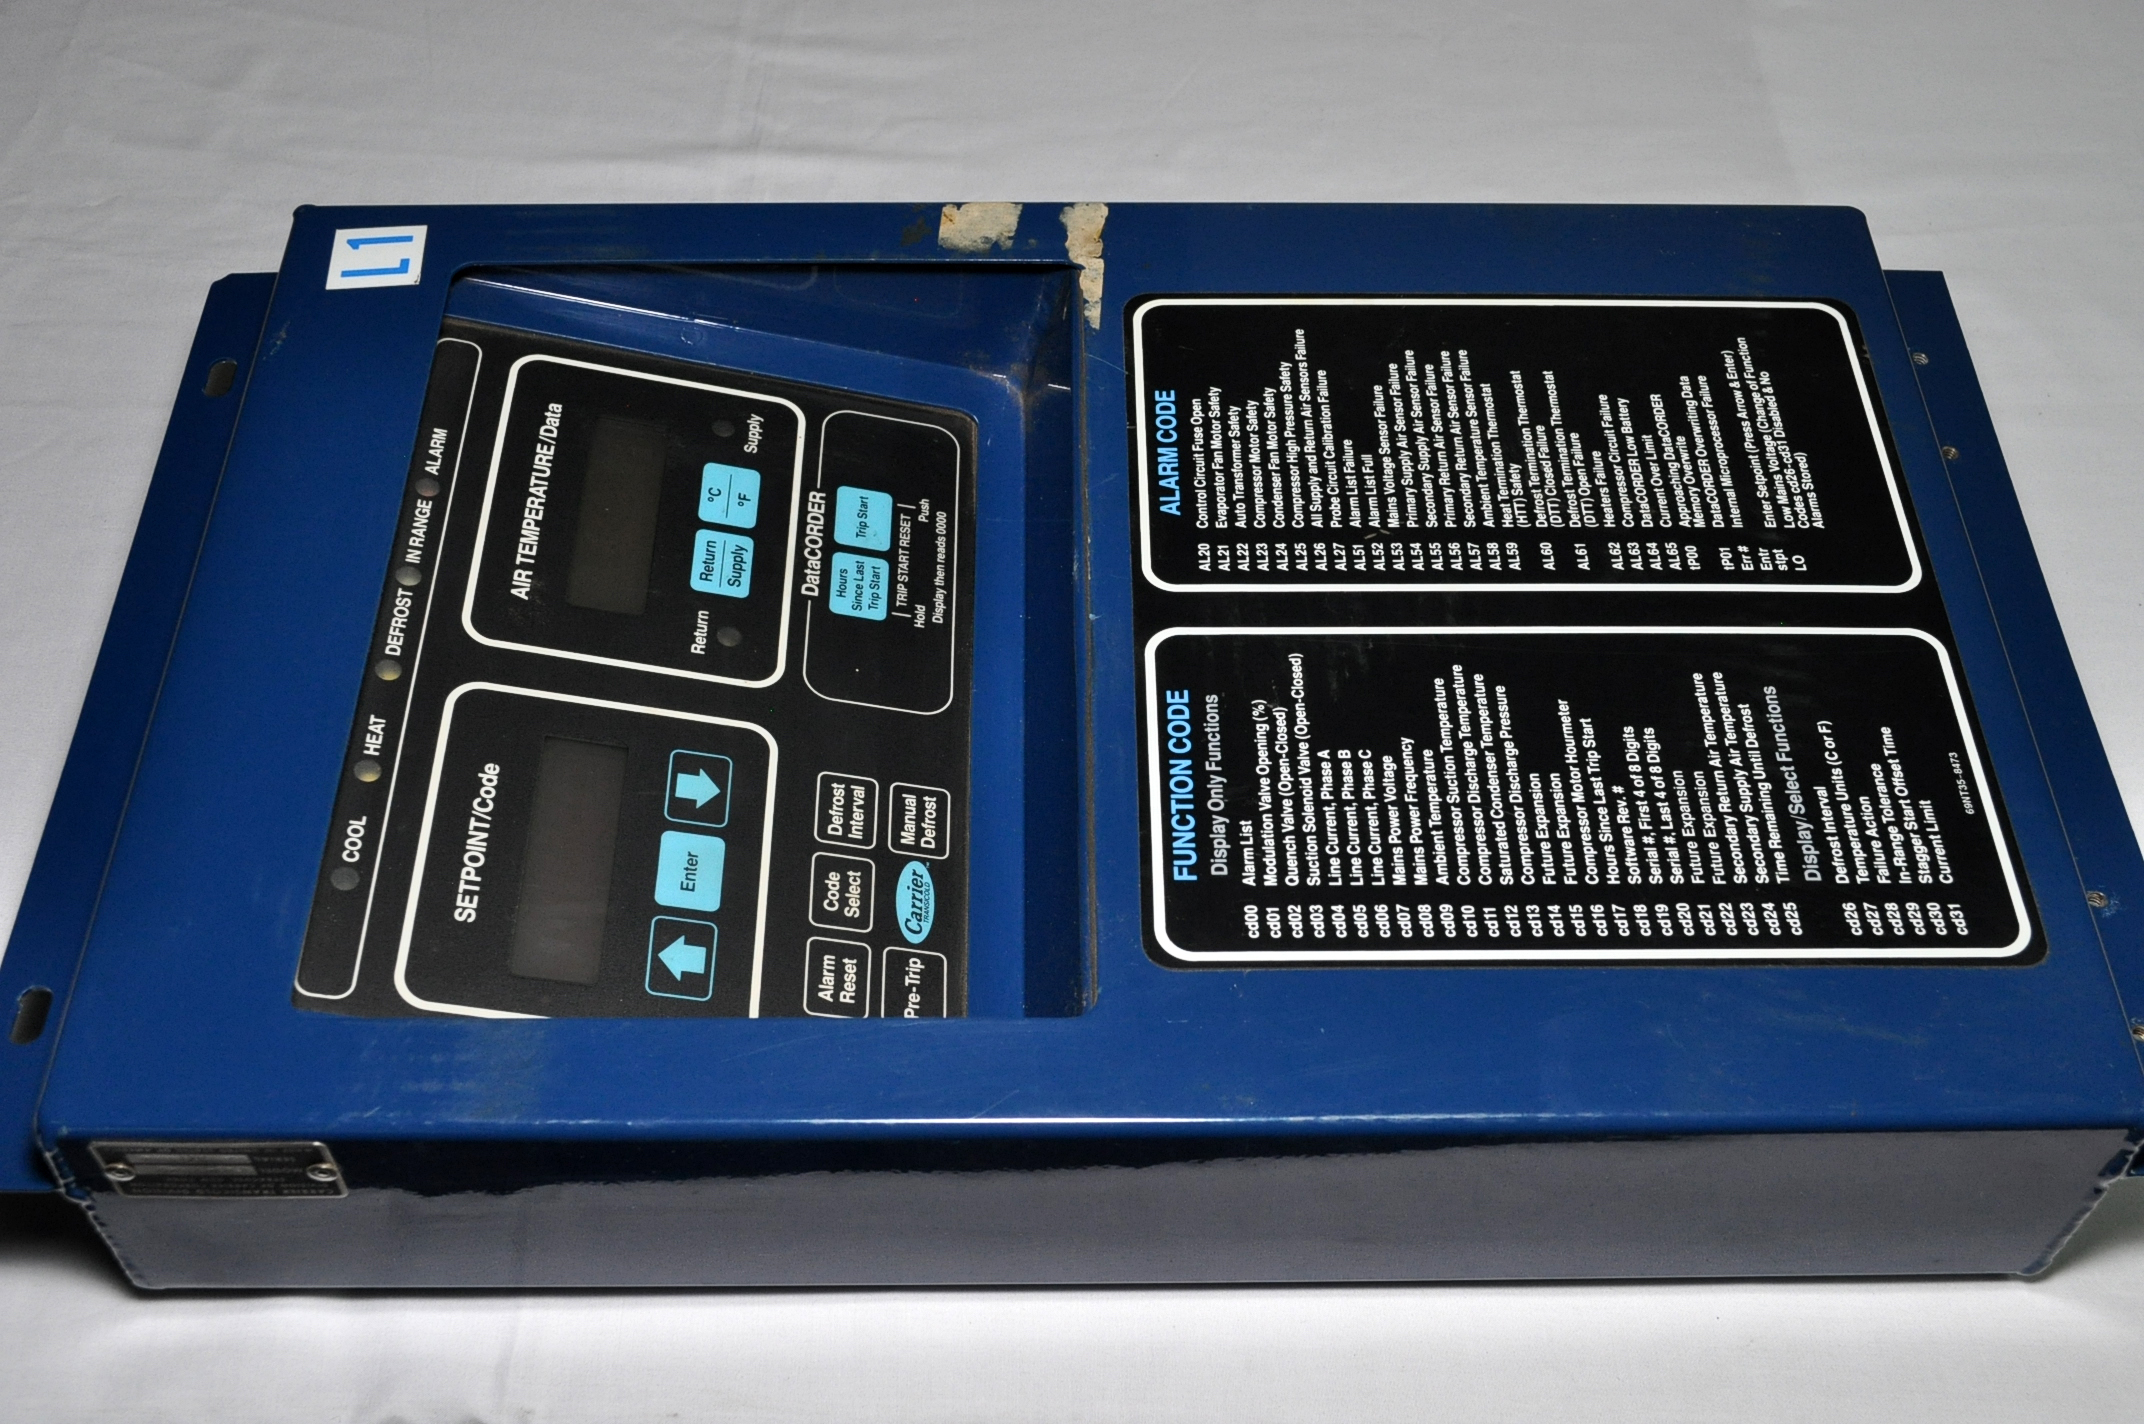 L1
COOL HEAT DEFROST IN RANGE ALARM
SETPOINT/Code
Enter
AIR TEMPERATURE/Data
Return
Return
Supply
°C
°F
Supply
Alarm
Reset
Code
Select
Defrost
Interval
Pre-Trip
Carrier
TRANSICOLD
Manual
Defrost
DataCORDER
Hours
Since Last
Trip Start
Trip Start
TRIP START RESET
Hold
Push
Display then reads 0000
FUNCTION CODE
Display Only Functions
cd00 Alarm List
cd01 Modulation Valve Opening (%)
cd02 Quench Valve (Open-Closed)
cd03 Suction Solenoid Valve (Open-Closed)
cd04 Line Current, Phase A
cd05 Line Current, Phase B
cd06 Line Current, Phase C
cd07 Mains Power Voltage
cd08 Mains Power Frequency
cd09 Ambient Temperature
cd10 Compressor Suction Temperature
cd11 Compressor Discharge Temperature
cd12 Saturated Condenser Temperature
cd13 Compressor Discharge Pressure
cd14 Future Expansion
cd15 Future Expansion
cd16 Compressor Motor Hourmeter
cd17 Hours Since Last Trip Start
cd18 Software Rev. #
cd19 Serial #, First 4 of 8 Digits
cd20 Serial #, Last 4 of 8 Digits
cd21 Future Expansion
cd22 Future Expansion
cd23 Secondary Return Air Temperature
cd24 Secondary Supply Air Temperature
cd25 Time Remaining Until Defrost
Display/Select Functions
cd26 Defrost Interval
cd27 Temperature Units (C or F)
cd28 Failure Action
cd29 In-Range Tolerance
cd30 Stagger Start Offset Time
cd31 Current Limit
69NT35-8473
ALARM CODE
AL20 Control Circuit Fuse Open
AL21 Evaporator Fan Motor Safety
AL22 Auto Transformer Safety
AL23 Compressor Motor Safety
AL24 Condenser Fan Motor Safety
AL25 Compressor High Pressure Safety
AL26 All Supply and Return Air Sensors Failure
AL27 Probe Circuit Calibration Failure
AL51 Alarm List Failure
AL52 Alarm List Full
AL53 Mains Voltage Sensor Failure
AL54 Primary Supply Air Sensor Failure
AL55 Secondary Supply Air Sensor Failure
AL56 Primary Return Air Sensor Failure
AL57 Secondary Return Air Sensor Failure
AL58 Ambient Temperature Sensor Failure
AL59 Heat Termination Thermostat
(HTT) Safety
AL60 Defrost Termination Thermostat
(DTT) Closed Failure
AL61 Defrost Termination Thermostat
(DTT) Open Failure
AL62 Heaters Failure
AL63 Compressor Circuit Failure
AL64 DataCORDER Low Battery
AL65 Current Over Limit
tP00 Approaching DataCORDER
Memory Overwrite
tP01 DataCORDER Overwriting Data
Err # Internal Microprocessor Failure
Entr Enter Setpoint (Press Arrow & Enter)
stpt
LO Low Mains Voltage (Change of Function
Codes cd26-cd31 Disabled & No
Alarms Stored)